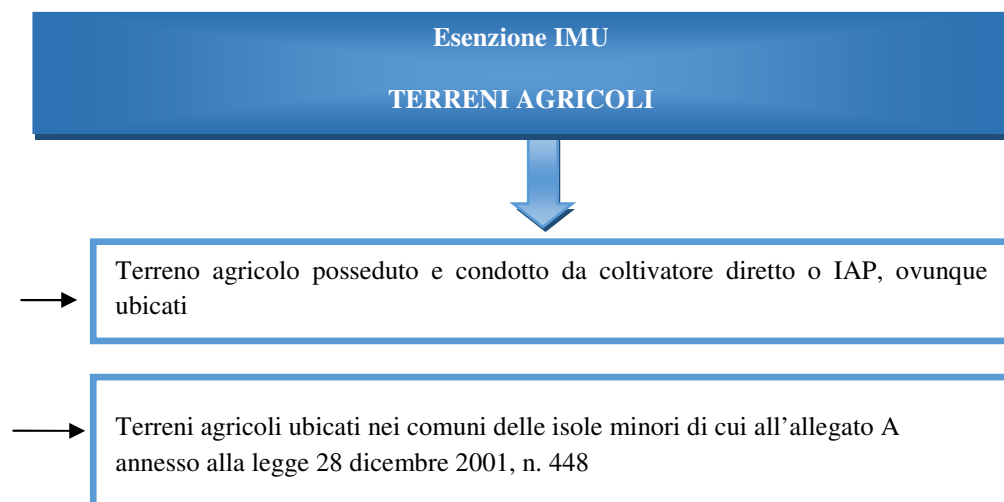 Esenzione IMU
TERRENI AGRICOLI
Terreno agricolo posseduto e condotto da coltivatore diretto o IAP, ovunque
ubicati
Terreni agricoli ubicati nei comuni delle isole minori di cui all’allegato A
annesso alla legge 28 dicembre 2001, n. 448